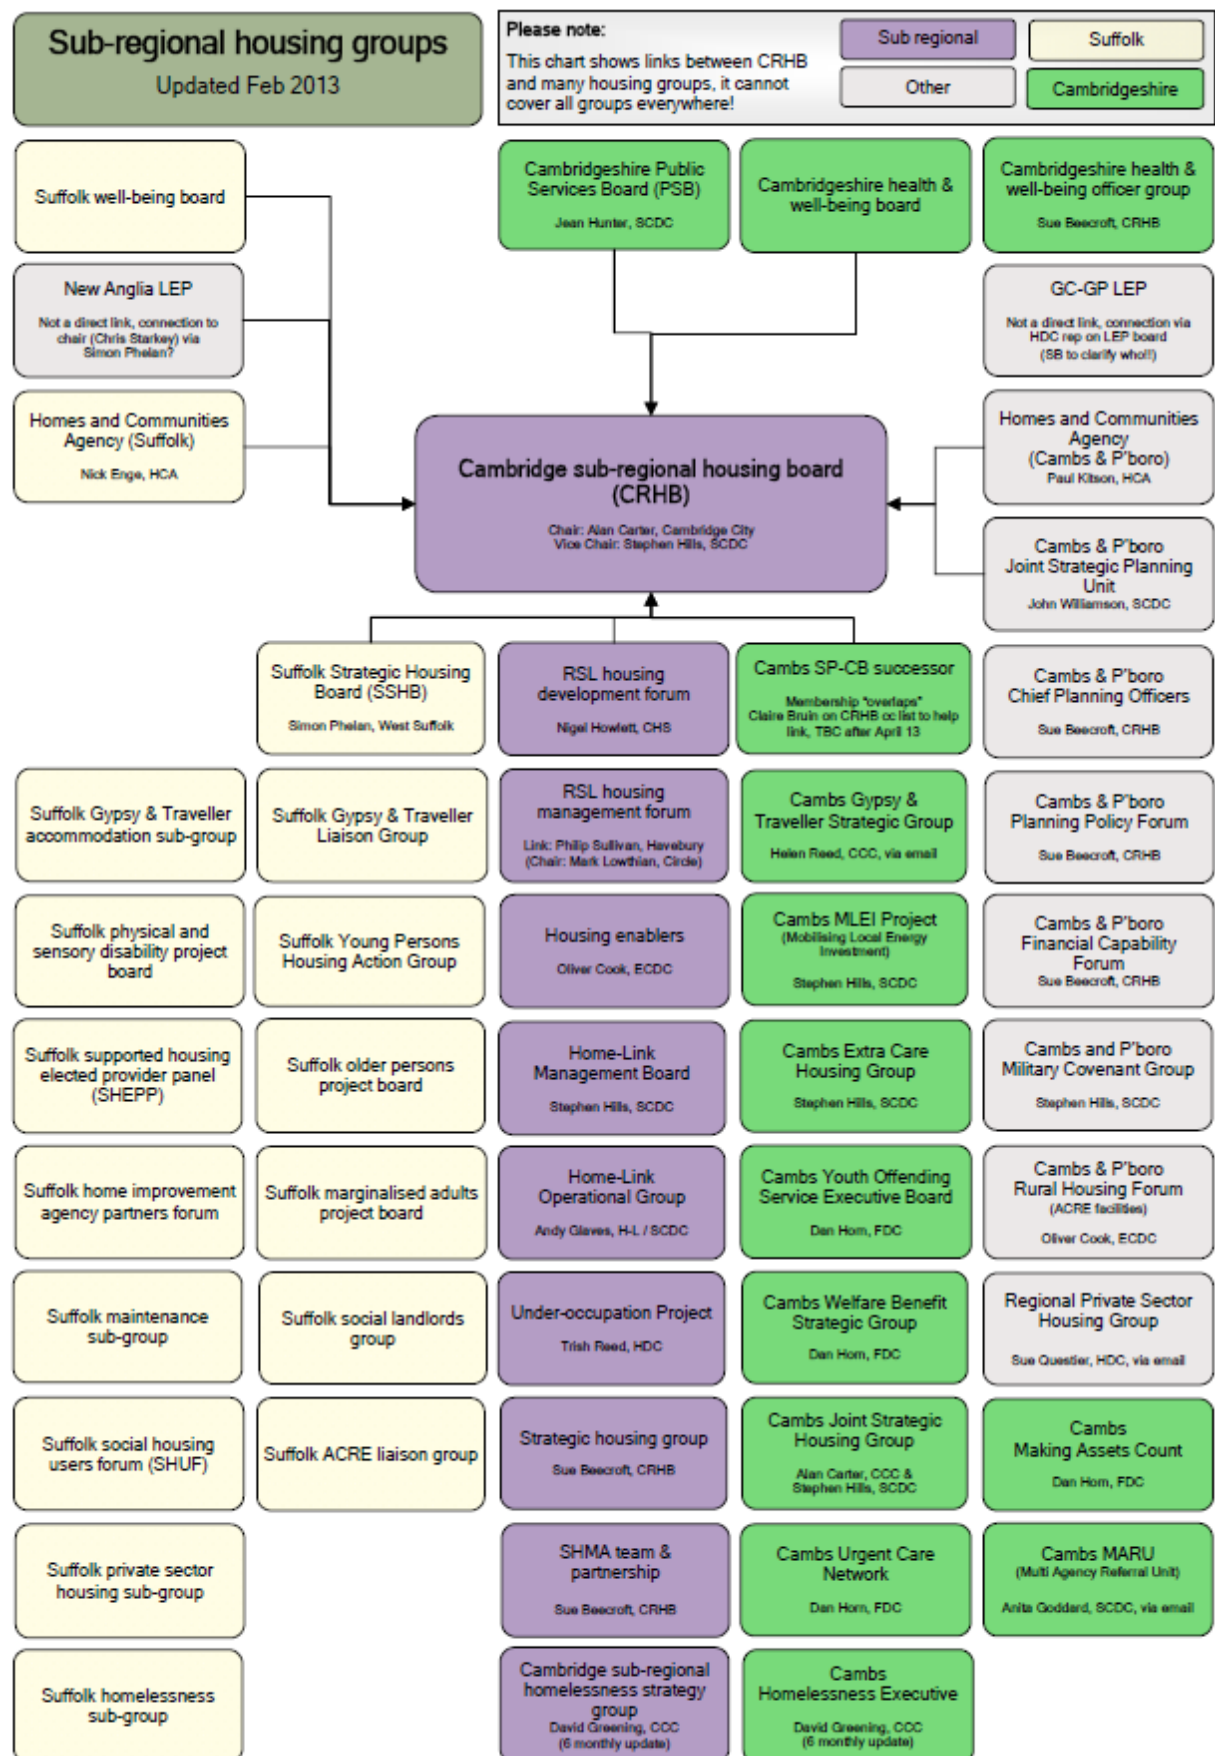 Sub-regional housing groups
Updated Feb 2013
Please note:
This chart shows links between CRHB
and many housing groups, it cannot
cover all groups everywhere!
Sub regional
Suffolk
Other
Cambridgeshire
Suffolk well-being board
Cambridgeshire Public
Services Board (PSB)
Jean Hunter, SCDC
Cambridgeshire health &
well-being board
Cambridgeshire health &
well-being officer group
Sue Beecroft, CRHB
New Anglia LEP
Not a direct link, connection to
chair (Chris Starkey) via
Simon Phelan?
GC-GP LEP
Not a direct link, connection via
HDC rep on LEP board
(SB to clarify who!!)
Homes and Communities
Agency (Suffolk)
Nick Enge, HCA
Cambridge sub-regional housing board
(CRHB)
Chair: Alan Carter, Cambridge City
Vice Chair: Stephen Hills, SCDC
Homes and Communities
Agency
(Cambs & P'boro)
Paul Kitson, HCA
Cambs & P'boro
Joint Strategic Planning
Unit
John Williamson, SCDC
Suffolk Strategic Housing
Board (SSHB)
Simon Phelan, West Suffolk
RSL housing
development forum
Nigel Howlett, CHS
Cambs SP-CB successor
Membership "overlaps"
Claire Bruin on CRHB cc list to help
link, TBC after April 13
Cambs & P'boro
Chief Planning Officers
Sue Beecroft, CRHB
Suffolk Gypsy & Traveller
accommodation sub-group
Suffolk Gypsy & Traveller
Liaison Group
RSL housing
management forum
Link: Philip Sullivan, Havebury
(Chair: Mark Lowthian, Circle)
Cambs Gypsy &
Traveller Strategic Group
Helen Reed, CCC, via email
Cambs & P'boro
Planning Policy Forum
Sue Beecroft, CRHB
Suffolk physical and
sensory disability project
board
Suffolk Young Persons
Housing Action Group
Housing enablers
Oliver Cook, ECDC
Cambs MLEI Project
(Mobilising Local Energy
Investment)
Stephen Hills, SCDC
Cambs & P'boro
Financial Capability
Forum
Sue Beecroft, CRHB
Suffolk supported housing
elected provider panel
(SHEPP)
Suffolk older persons
project board
Home-Link
Management Board
Stephen Hills, SCDC
Cambs Extra Care
Housing Group
Stephen Hills, SCDC
Cambs and P'boro
Military Covenant Group
Stephen Hills, SCDC
Suffolk home improvement
agency partners forum
Suffolk marginalised adults
project board
Home-Link
Operational Group
Andy Glaves, H-L / SCDC
Cambs Youth Offending
Service Executive Board
Dan Horn, FDC
Cambs & P'boro
Rural Housing Forum
(ACRE facilities)
Oliver Cook, ECDC
Suffolk maintenance
sub-group
Suffolk social landlords
group
Under-occupation Project
Trish Reed, HDC
Cambs Welfare Benefit
Strategic Group
Dan Horn, FDC
Regional Private Sector
Housing Group
Sue Questier, HDC, via email
Suffolk social housing
users forum (SHUF)
Suffolk ACRE liaison group
Strategic housing group
Sue Beecroft, CRHB
Cambs Joint Strategic
Housing Group
Alan Carter, CCC &
Stephen Hills, SCDC
Cambs
Making Assets Count
Dan Horn, FDC
Suffolk private sector
housing sub-group
SHMA team &
partnership
Sue Beecroft, CRHB
Cambs Urgent Care
Network
Dan Horn, FDC
Cambs MARU
(Multi Agency Referral Unit)
Anita Goddard, SCDC, via email
Suffolk homelessness
sub-group
Cambridge sub-regional
homelessness strategy
group
David Greening, CCC
(6 monthly update)
Cambs
Homelessness Executive
David Greening, CCC
(6 monthly update)